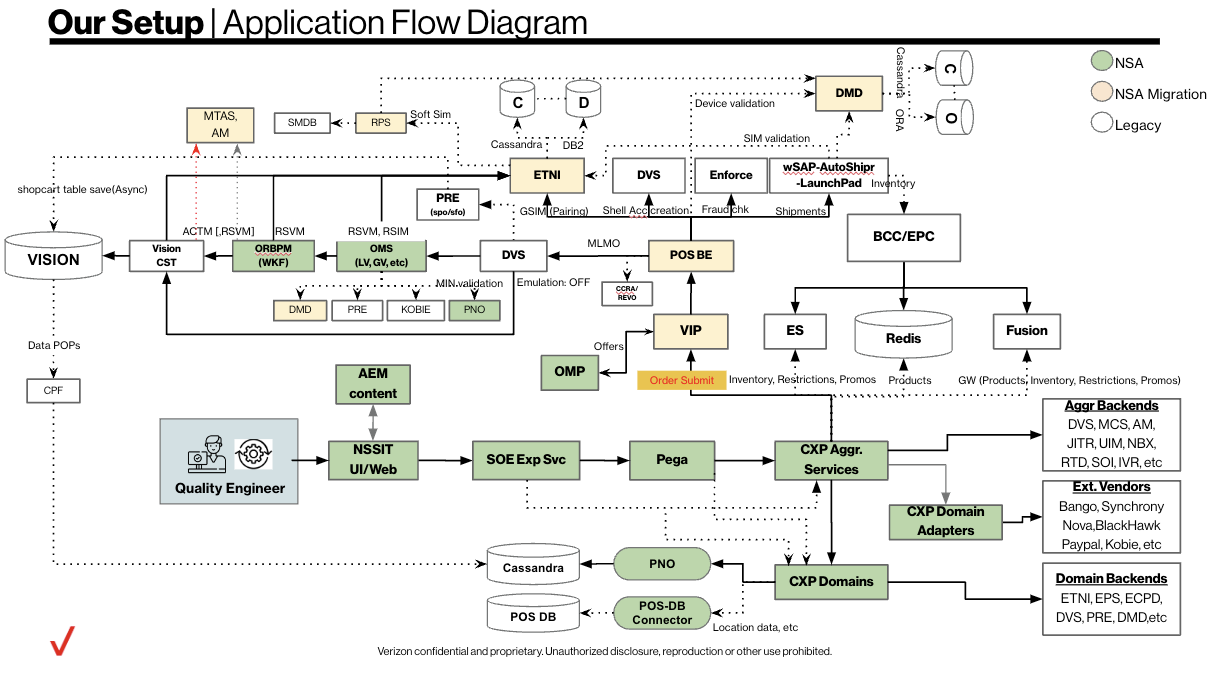 Our Setup | Application Flow Diagram
NSA
NSA Migration
Legacy
Cassandra
ORA
C
O
C
D
DMD
Device validation
MTAS,
AM
SMDB
RPS
Soft Sim
Cassandra
DB2
SIM validation
shopcart table save(Async)
ETNI
DVS
Enforce
wSAP-AutoShipr
-LaunchPad
Inventory
PRE
(spo/sfo)
GSIM (Pairing)
Shell Acc creation
Fraud chk
Shipments
ACTM [,RSVM]
RSVM
RSVM, RSIM
MLMO
BCC/EPC
VISION
Vision
CST
ORBPM
(WKF)
OMS
(LV, GV, etc)
DVS
POS BE
MIN validation
Emulation: OFF
CCRA/
REVO
DMD
PRE
KOBIE
PNO
VIP
ES
Redis
Fusion
Data POPs
Offers
OMP
Order Submit
Inventory, Restrictions, Promos
Products
GW (Products, Inventory, Restrictions, Promos)
CPF
AEM
content
Aggr Backends
DVS, MCS, AM,
JITR, UIM, NBX,
RTD, SOI, IVR, etc
Quality Engineer
NSSIT
UI/Web
SOE Exp Svc
Pega
CXP Aggr.
Services
Ext. Vendors
Bango, Synchrony
Nova,BlackHawk
Paypal, Kobie, etc
CXP Domain
Adapters
Cassandra
PNO
CXP Domains
Domain Backends
ETNI, EPS, ECPD,
DVS, PRE, DMD,etc
POS DB
POS-DB
Connector
Location data, etc
Verizon confidential and proprietary. Unauthorized disclosure, reproduction or other use prohibited.